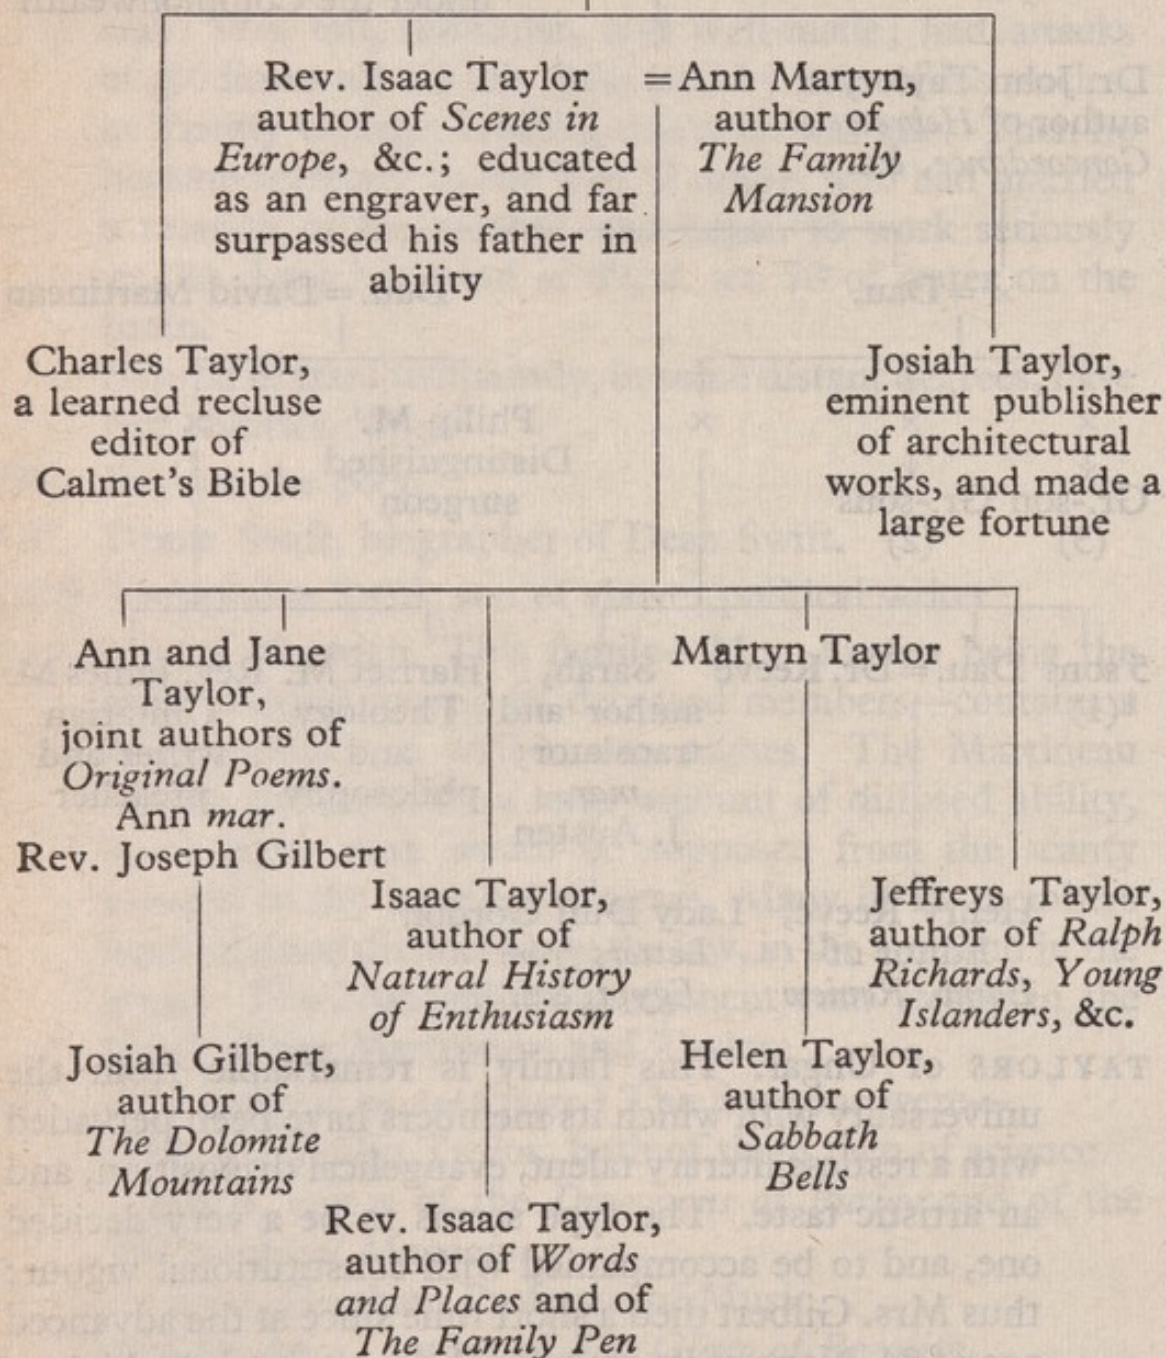 Rev. Isaac Taylor = Ann Martyn,
author of Scenes in
Europe, &c.; educated
as an engraver, and far
surpassed his father in
ability
author of
The Family
Mansion
Charles Taylor,
a learned recluse
editor of
Calmet's Bible
Josiah Taylor,
eminent publisher
of architectural
works, and made a
large fortune
Ann and Jane
Taylor,
joint authors of
Original Poems.
Ann mar.
Rev. Joseph Gilbert
Martyn Taylor
Isaac Taylor,
author of
Natural History
of Enthusiasm
Jeffreys Taylor,
author of Ralph
Richards, Young
Islanders, &c.
Josiah Gilbert,
author of
The Dolomite
Mountains
Helen Taylor,
author of
Sabbath
Bells
Rev. Isaac Taylor,
author of Words
and Places and of
The Family Pen